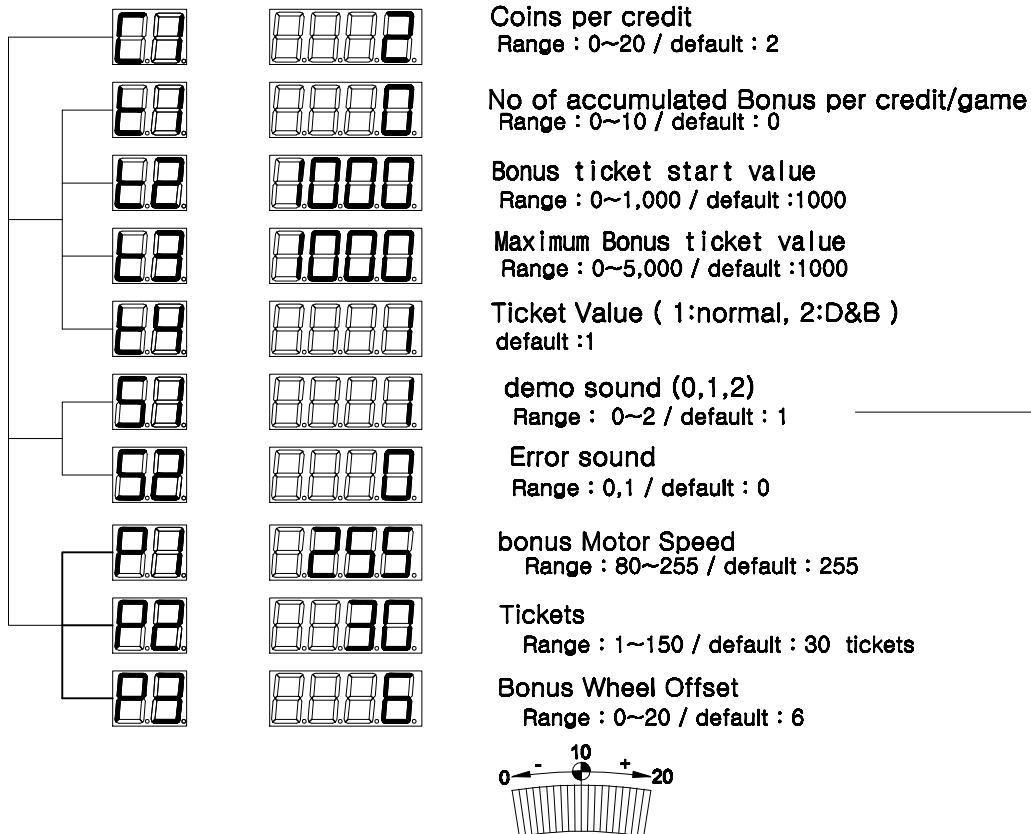 C1 2 Coins per credit
Range : 0~20 / default : 2
t1 0 No of accumulated Bonus per credit/game
Range : 0~10 / default : 0
t2 1000 Bonus ticket start value
Range : 0~1,000 / default :1000
t3 1000 Maximum Bonus ticket value
Range : 0~5,000 / default :1000
t4 1 Ticket Value ( 1:normal, 2:D&B )
default :1
S1 1 demo sound (0,1,2)
Range : 0~2 / default : 1
S2 0 Error sound
Range : 0,1 / default : 0
P1 255 bonus Motor Speed
Range : 80~255 / default : 255
P2 30 Tickets
Range : 1~150 / default : 30 tickets
P3 6 Bonus Wheel Offset
Range : 0~20 / default : 6
10
0 - + 20